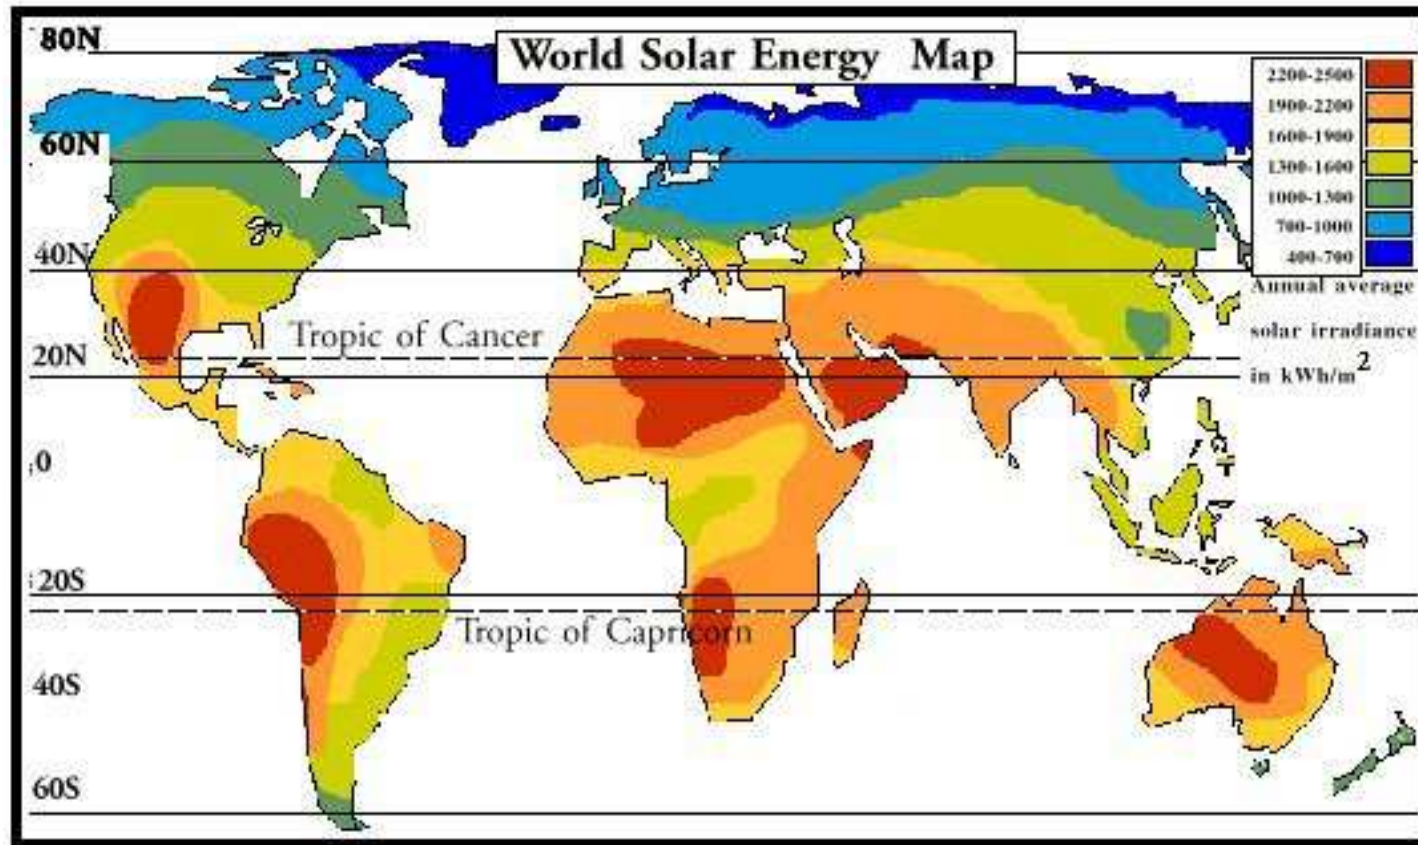 World Solar Energy Map
80N
60N
40N
20N
0
20S
40S
60S
Tropic of Cancer
Tropic of Capricorn
2200-2500
1900-2200
1600-1900
1300-1600
1000-1300
700-1000
400-700
Annual average
solar irradiance
in kWh/m²